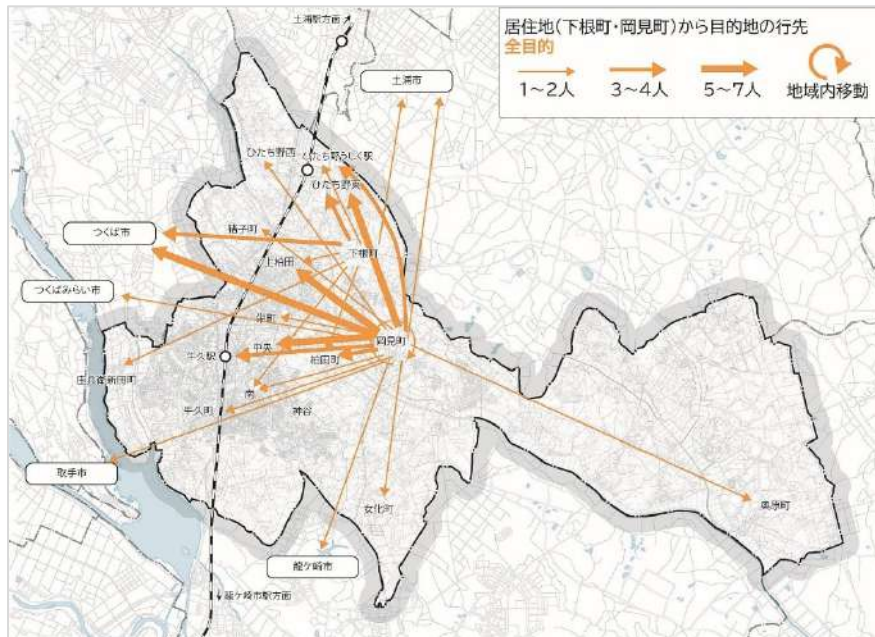 土浦駅方面
居住地(下根町・岡見町)から目的地の行先
全目的
1～2人
3～4人
5～7人
地域内移動
土浦市
ひたち野西
ひたち野うしく駅
ひたち野東
猪子町
つくば市
下根町
上柏田
つくばみらい市
栄町
岡見町
中央
牛久駅
柏田町
庄兵衛新田町
南
牛久町
神谷
取手市
奥原町
女化町
龍ケ崎市
龍ケ崎市駅方面